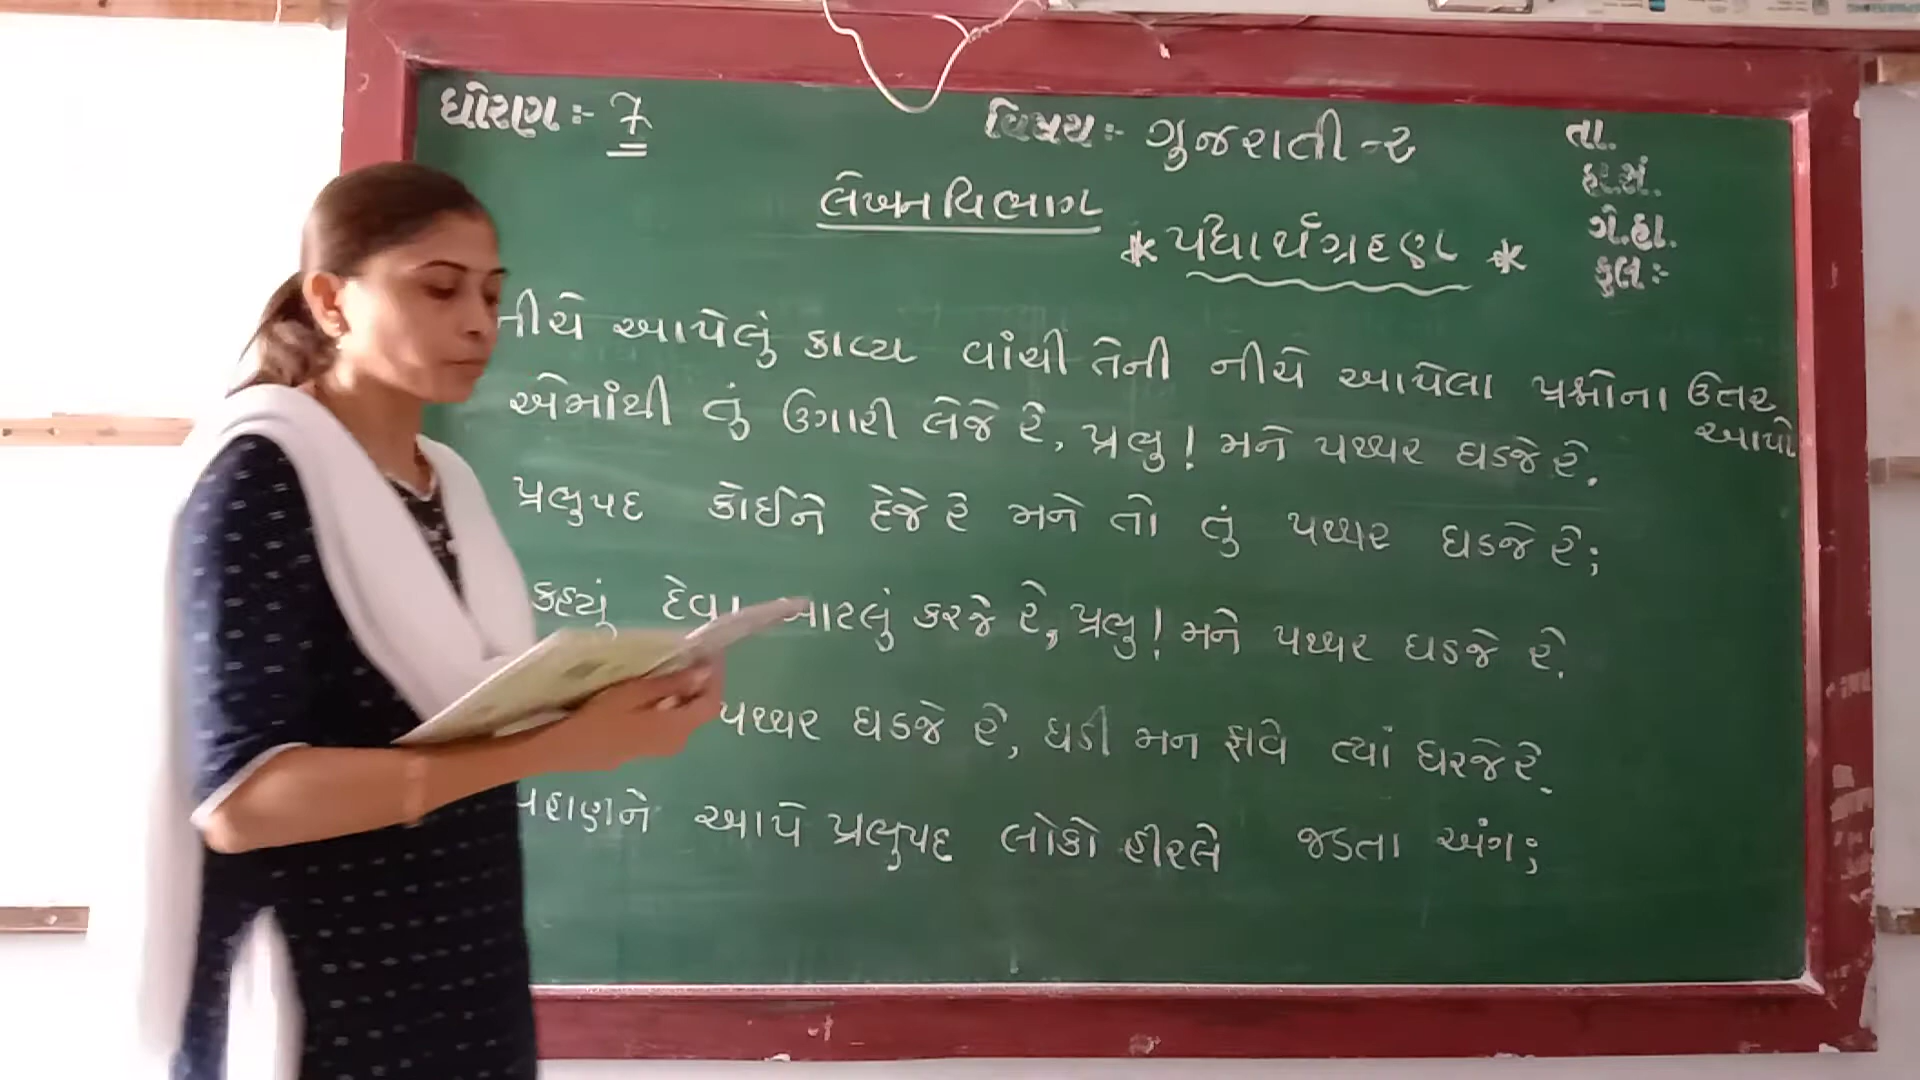 ધોરણ :- 7
વિષય :- ગુજરાતી -૨
તા.
હા.સં.
ગે.હા.
કુલ :-
લેખન વિભાગ
* પદ્યાર્થગ્રહણ *
નીચે આપેલું કાવ્ય વાંચી તેની નીચે આપેલા પ્રશ્નોના ઉત્તર આપો
એમાંથી તું ઉગારી લેજે રે, પ્રભુ ! મને પથ્થર ઘડજે રે.
પ્રભુપદ કોઈને દેજે રે મને તો તું પથ્થર ઘડજે રે;
કહ્યું દેવા આટલું કરજે રે, પ્રભુ ! મને પથ્થર ઘડજે રે.
પથ્થર ઘડજે રે, ઘડી મન ફાવે ત્યાં ધરજે રે.
પહાણને આપે પ્રભુપદ લોકો હીરલે જડતા અંગ;